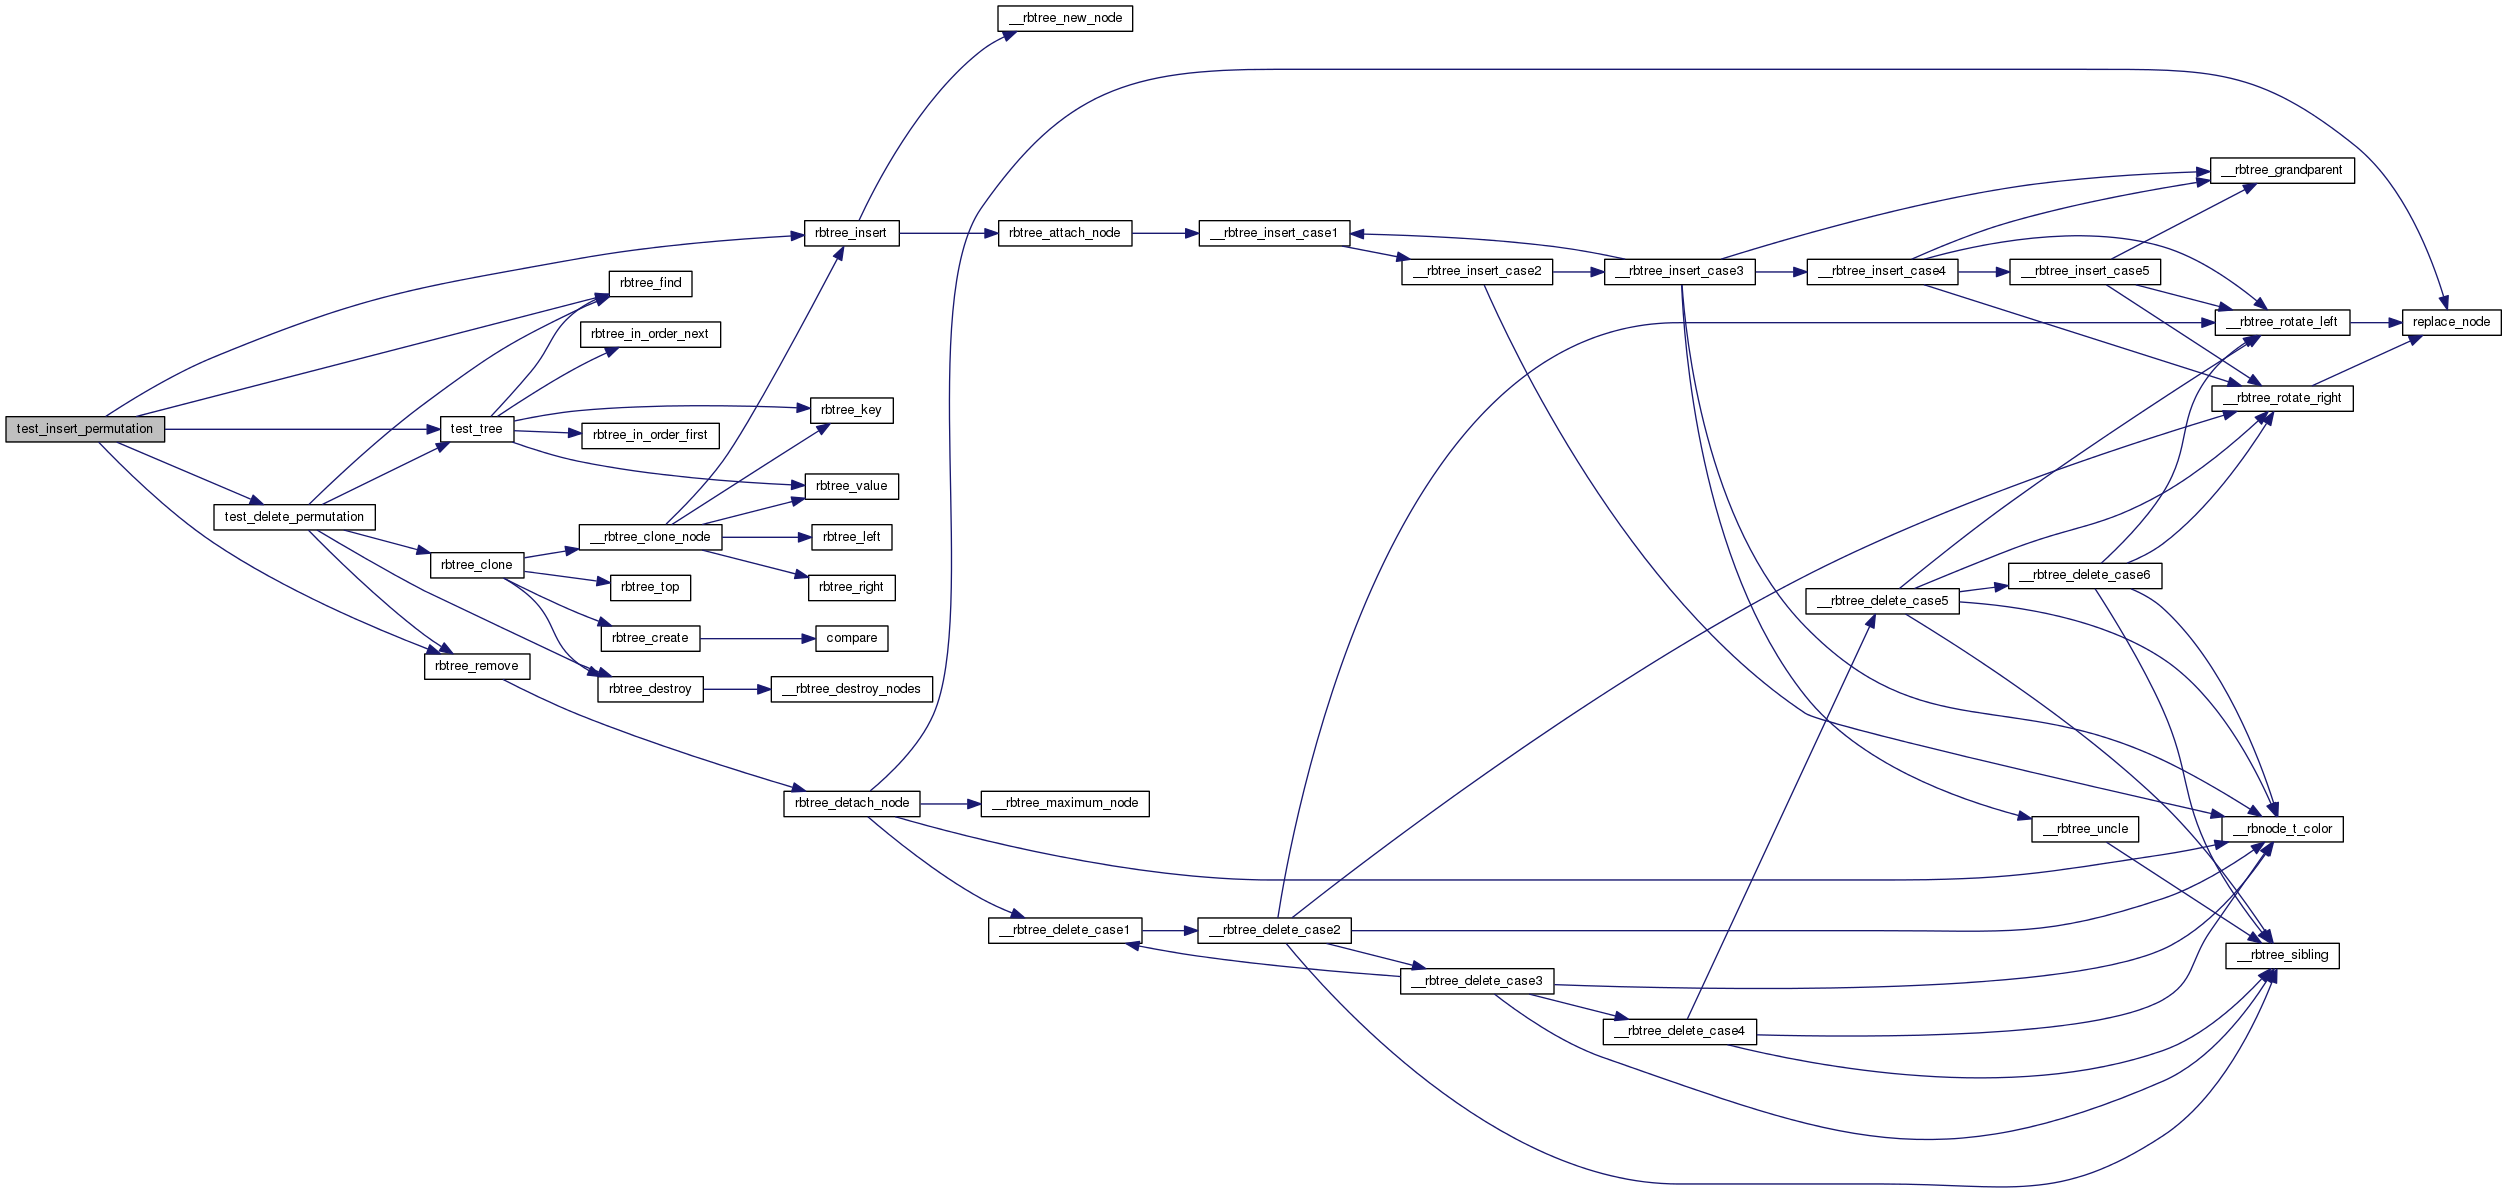 __rbtree_new_node
__rbtree_grandparent
rbtree_insert
rbtree_attach_node
__rbtree_insert_case1
__rbtree_insert_case2
__rbtree_insert_case3
__rbtree_insert_case4
__rbtree_insert_case5
rbtree_find
__rbtree_rotate_left
replace_node
rbtree_in_order_next
__rbtree_rotate_right
rbtree_key
test_insert_permutation
test_tree
rbtree_in_order_first
rbtree_value
test_delete_permutation
__rbtree_clone_node
rbtree_left
rbtree_clone
__rbtree_delete_case6
rbtree_top
rbtree_right
__rbtree_delete_case5
rbtree_create
compare
rbtree_remove
rbtree_destroy
__rbtree_destroy_nodes
rbtree_detach_node
__rbtree_maximum_node
__rbtree_uncle
__rbnode_t_color
__rbtree_delete_case1
__rbtree_delete_case2
__rbtree_sibling
__rbtree_delete_case3
__rbtree_delete_case4